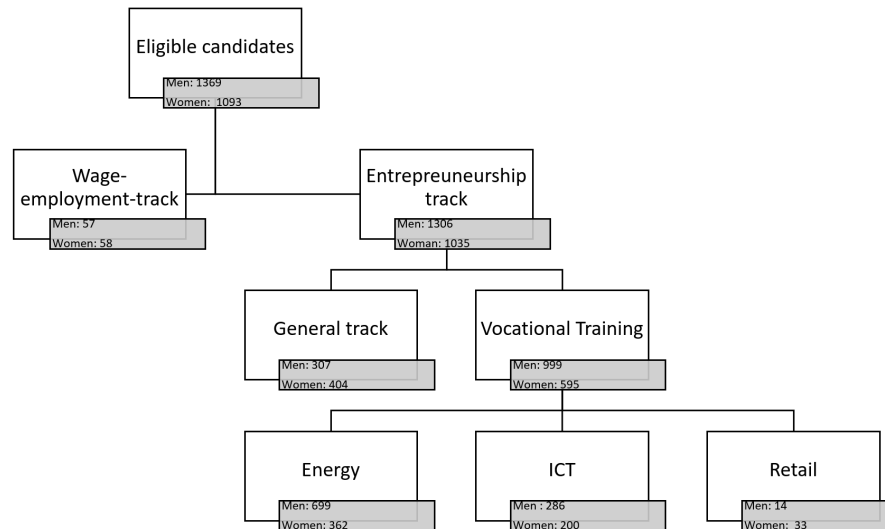 Eligible candidates
Men: 1369
Women:  1093
Wage-
employment-track
Men: 57
Women: 58
Entrepreuneurship
track
Men: 1306
Woman: 1035
General track
Men: 307
Women: 404
Vocational Training
Men: 999
Women: 595
Energy
Men: 699
Women: 362
ICT
Men : 286
Women: 200
Retail
Men: 14
Women:  33